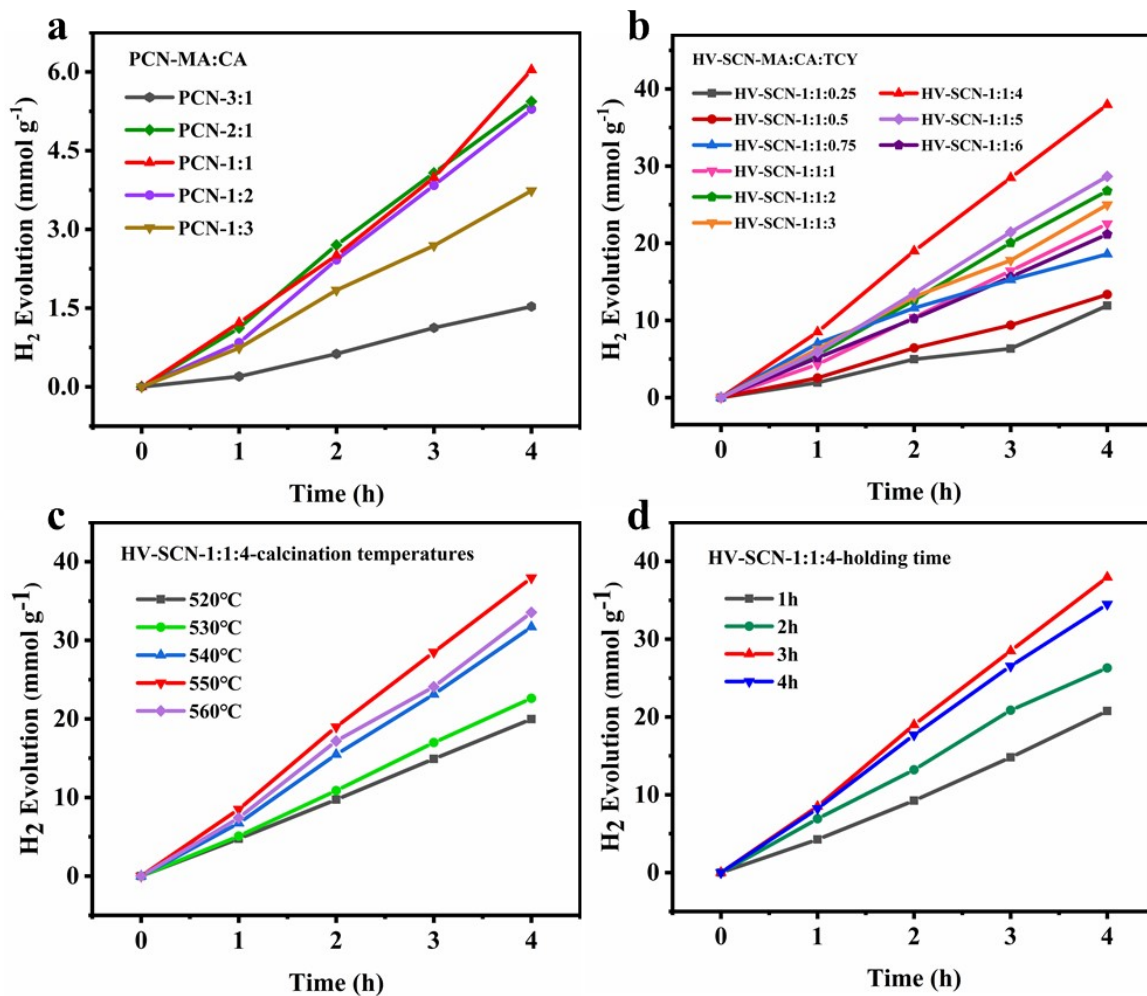 a
PCN-MA:CA
PCN-3:1
PCN-2:1
PCN-1:1
PCN-1:2
PCN-1:3
H2 Evolution (mmol g-1)
6.0
4.5
3.0
1.5
0.0
0 1 2 3 4
Time (h)
b
HV-SCN-MA:CA:TCY
HV-SCN-1:1:0.25
HV-SCN-1:1:0.5
HV-SCN-1:1:0.75
HV-SCN-1:1:1
HV-SCN-1:1:2
HV-SCN-1:1:3
HV-SCN-1:1:4
HV-SCN-1:1:5
HV-SCN-1:1:6
H2 Evolution (mmol g-1)
40
30
20
10
0
0 1 2 3 4
Time (h)
c
HV-SCN-1:1:4-calcination temperatures
520°C
530°C
540°C
550°C
560°C
H2 Evolution (mmol g-1)
40
30
20
10
0
0 1 2 3 4
Time (h)
d
HV-SCN-1:1:4-holding time
1h
2h
3h
4h
H2 Evolution (mmol g-1)
40
30
20
10
0
0 1 2 3 4
Time (h)